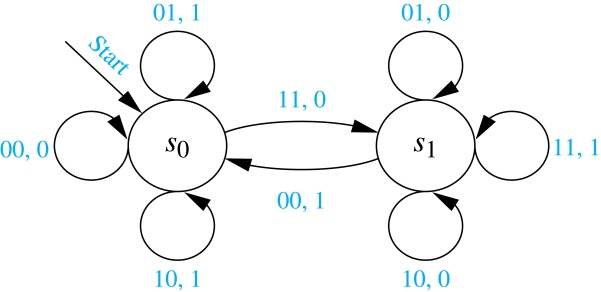 01, 1
01, 0
Start
11, 0
00, 0
s0
s1
11, 1
00, 1
10, 1
10, 0